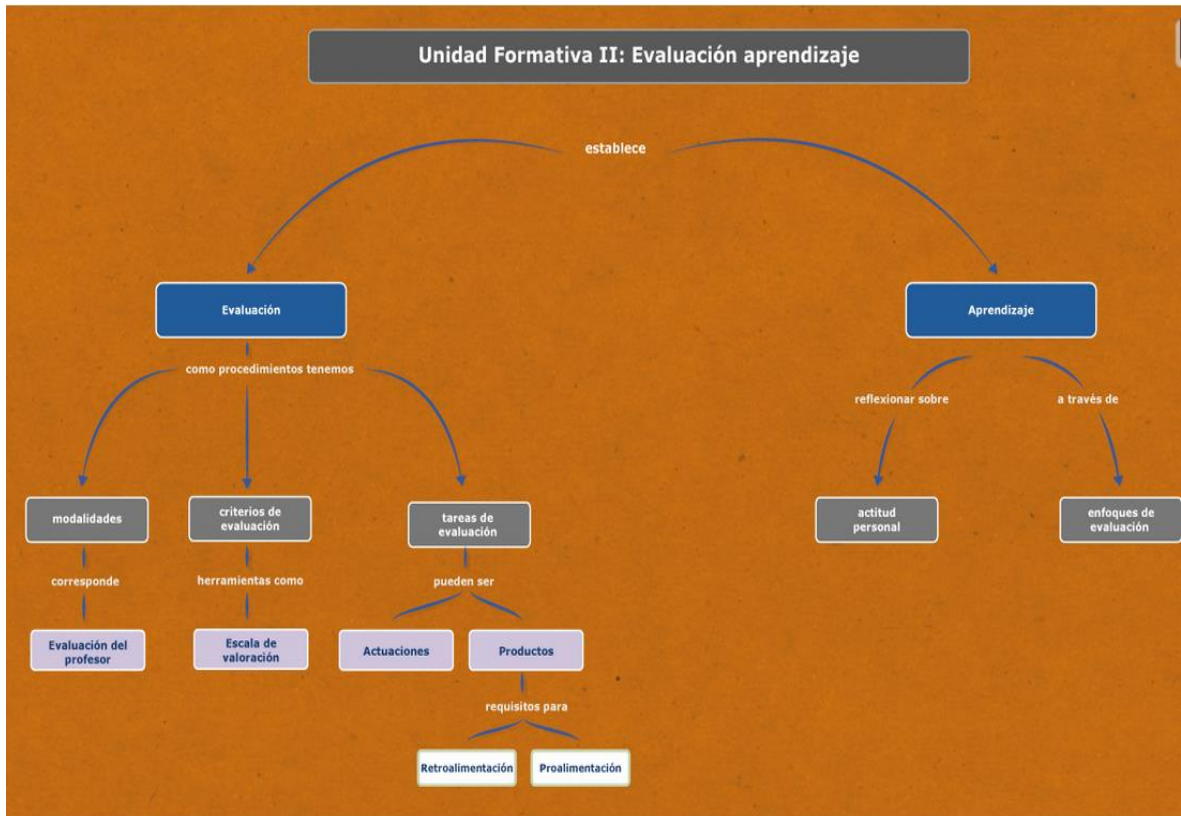 Unidad Formativa II: Evaluación aprendizaje
establece
Evaluación
Aprendizaje
como procedimientos tenemos
reflexionar sobre
a través de
modalidades
criterios de
evaluación
tareas de
evaluación
actitud
personal
enfoques de
evaluación
corresponde
herramientas como
pueden ser
Evaluación del
profesor
Escala de
valoración
Actuaciones
Productos
requisitos para
Retroalimentación
Proalimentación